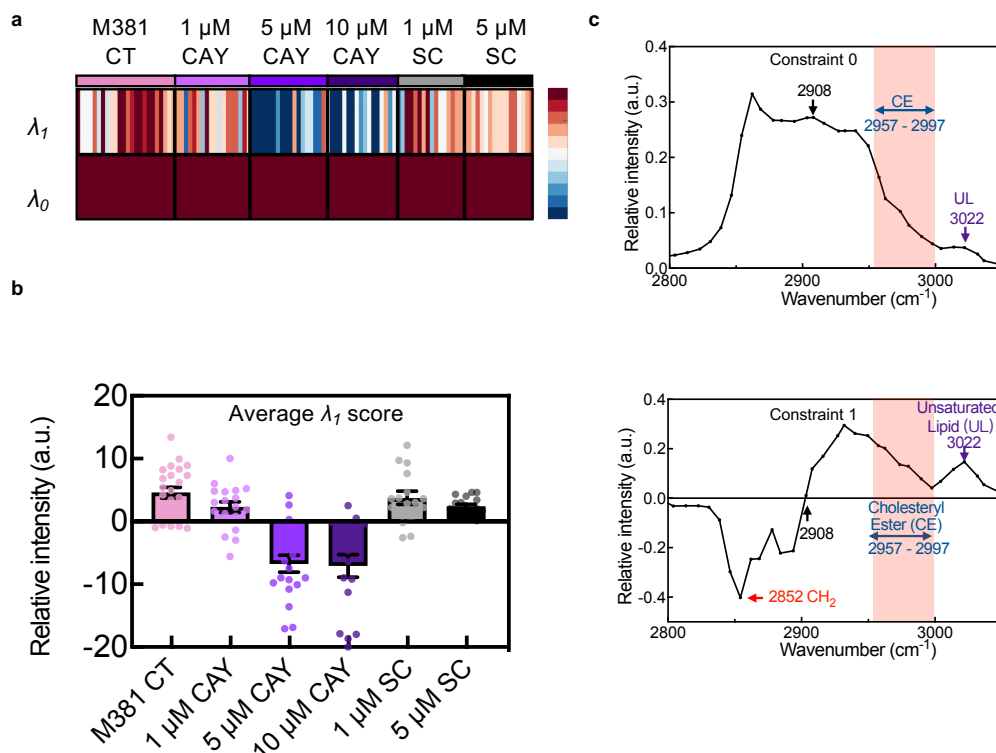 a
M381 CT
1 µM CAY
5 µM CAY
10 µM CAY
1 µM SC
5 µM SC
λ1
λ0
b
Average λ1 score
Relative intensity (a.u.)
20
10
0
-10
-20
M381 CT
1 µM CAY
5 µM CAY
10 µM CAY
1 µM SC
5 µM SC
c
Constraint 0
2908
CE
2957 - 2997
UL
3022
Relative intensity (a.u.)
0.4
0.3
0.2
0.1
0.0
2800
2900
3000
Wavenumber (cm-1)
Constraint 1
Unsaturated
Lipid (UL)
3022
2908
Cholesteryl
Ester (CE)
2957 - 2997
2852 CH2
Relative intensity (a.u.)
0.4
0.2
0.0
-0.2
-0.4
2800
2900
3000
Wavenumber (cm-1)